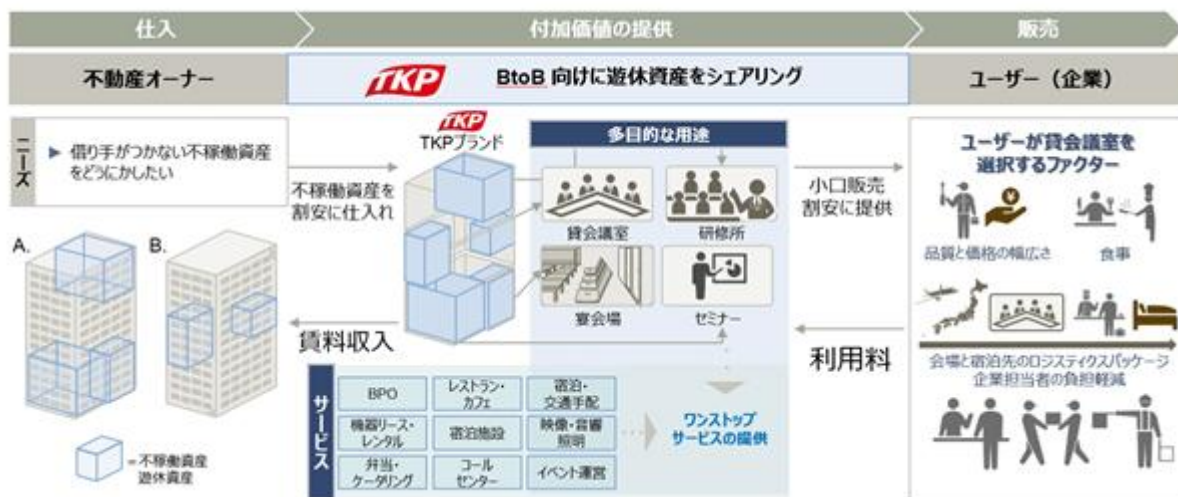 仕入
付加価値の提供
販売
不動産オーナー
TKP
BtoB 向けに遊休資産をシェアリング
ユーザー（企業）
ニーズ
▶ 借り手がつかない不稼働資産
をどうにかしたい
A.
B.
= 不稼働資産
遊休資産
不稼働資産を
割安に仕入れ
賃料収入
TKP
TKPブランド
多目的な用途
貸会議室
研修所
宴会場
セミナー
サービス
BPO
レストラン・
カフェ
宿泊・
交通手配
機器リース・
レンタル
宿泊施設
映像・音響
照明
弁当・
ケータリング
コール
センター
イベント運営
ワンストップ
サービスの提供
小口販売
割安に提供
利用料
ユーザーが貸会議室を
選択するファクター
品質と価格の幅広さ
食事
会場と宿泊先のロジスティクスパッケージ
企業担当者の負担軽減